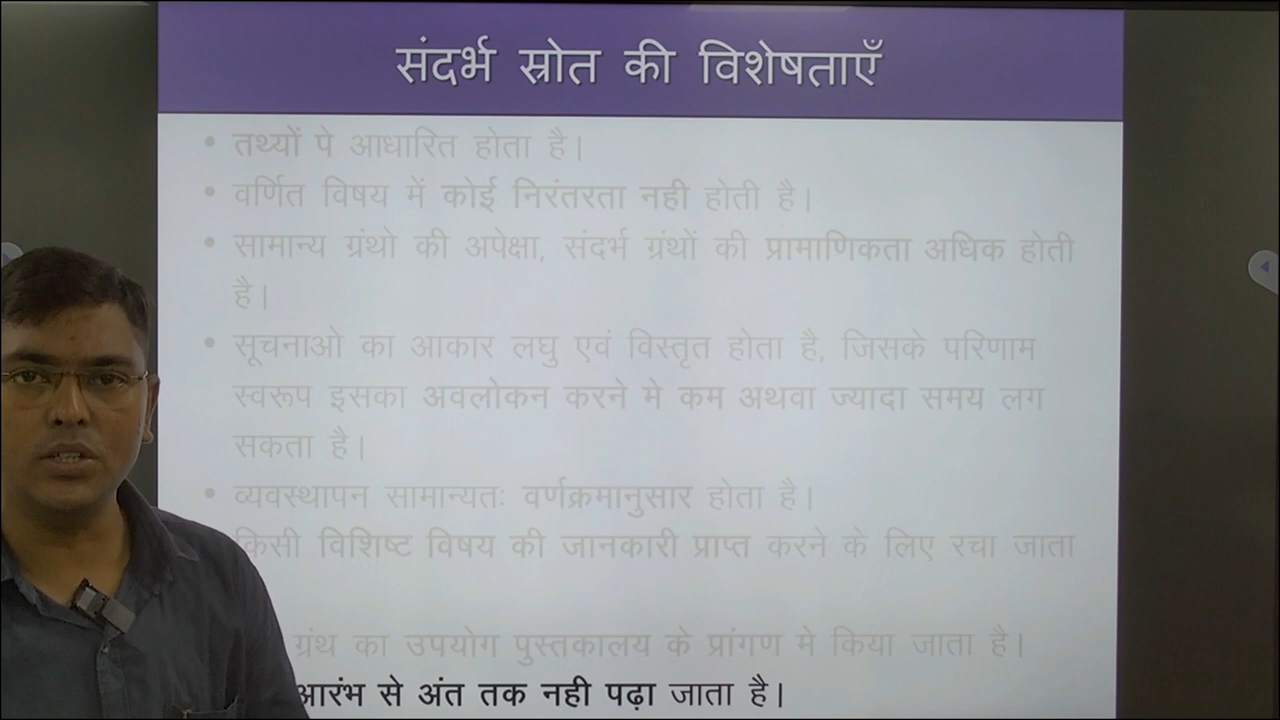 संदर्भ स्रोत की विशेषताएँ
• तथ्यों पे आधारित होता है।
• वर्णित विषय में कोई निरंतरता नही होती है।
• सामान्य ग्रंथो की अपेक्षा, संदर्भ ग्रंथों की प्रामाणिकता अधिक होती
है।
• सूचनाओ का आकार लघु एवं विस्तृत होता है, जिसके परिणाम
स्वरूप इसका अवलोकन करने मे कम अथवा ज्यादा समय लग
सकता है।
• व्यवस्थापन सामान्यतः वर्णक्रमानुसार होता है।
किसी विशिष्ट विषय की जानकारी प्राप्त करने के लिए रचा जाता
ग्रंथ का उपयोग पुस्तकालय के प्रांगण मे किया जाता है।
आरंभ से अंत तक नही पढ़ा जाता है।